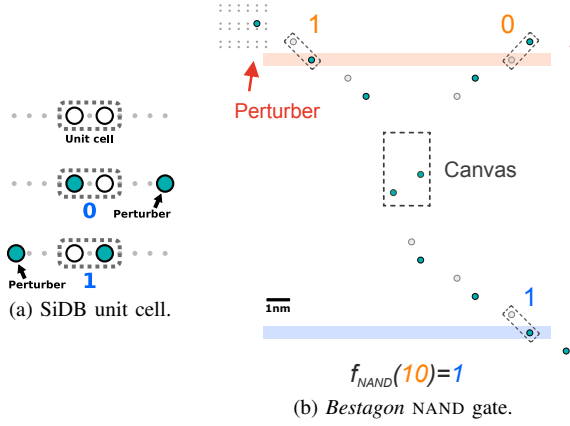 Unit cell
0
Perturber
Perturber
1
(a) SiDB unit cell.
1
0
Perturber
Canvas
1
1nm
fNAND(10)=1
(b) Bestagon NAND gate.